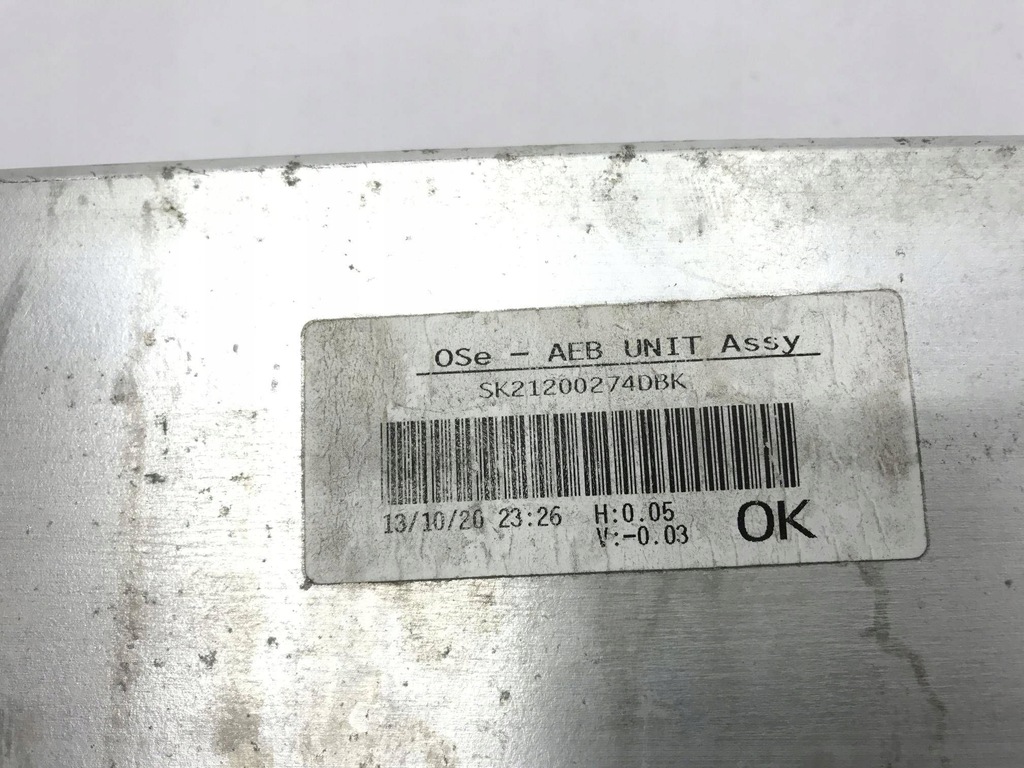 OSe - AEB UNIT Assy
SK21200274DBK
13/10/20 23:26 H:0.05
V:-0.03
OK